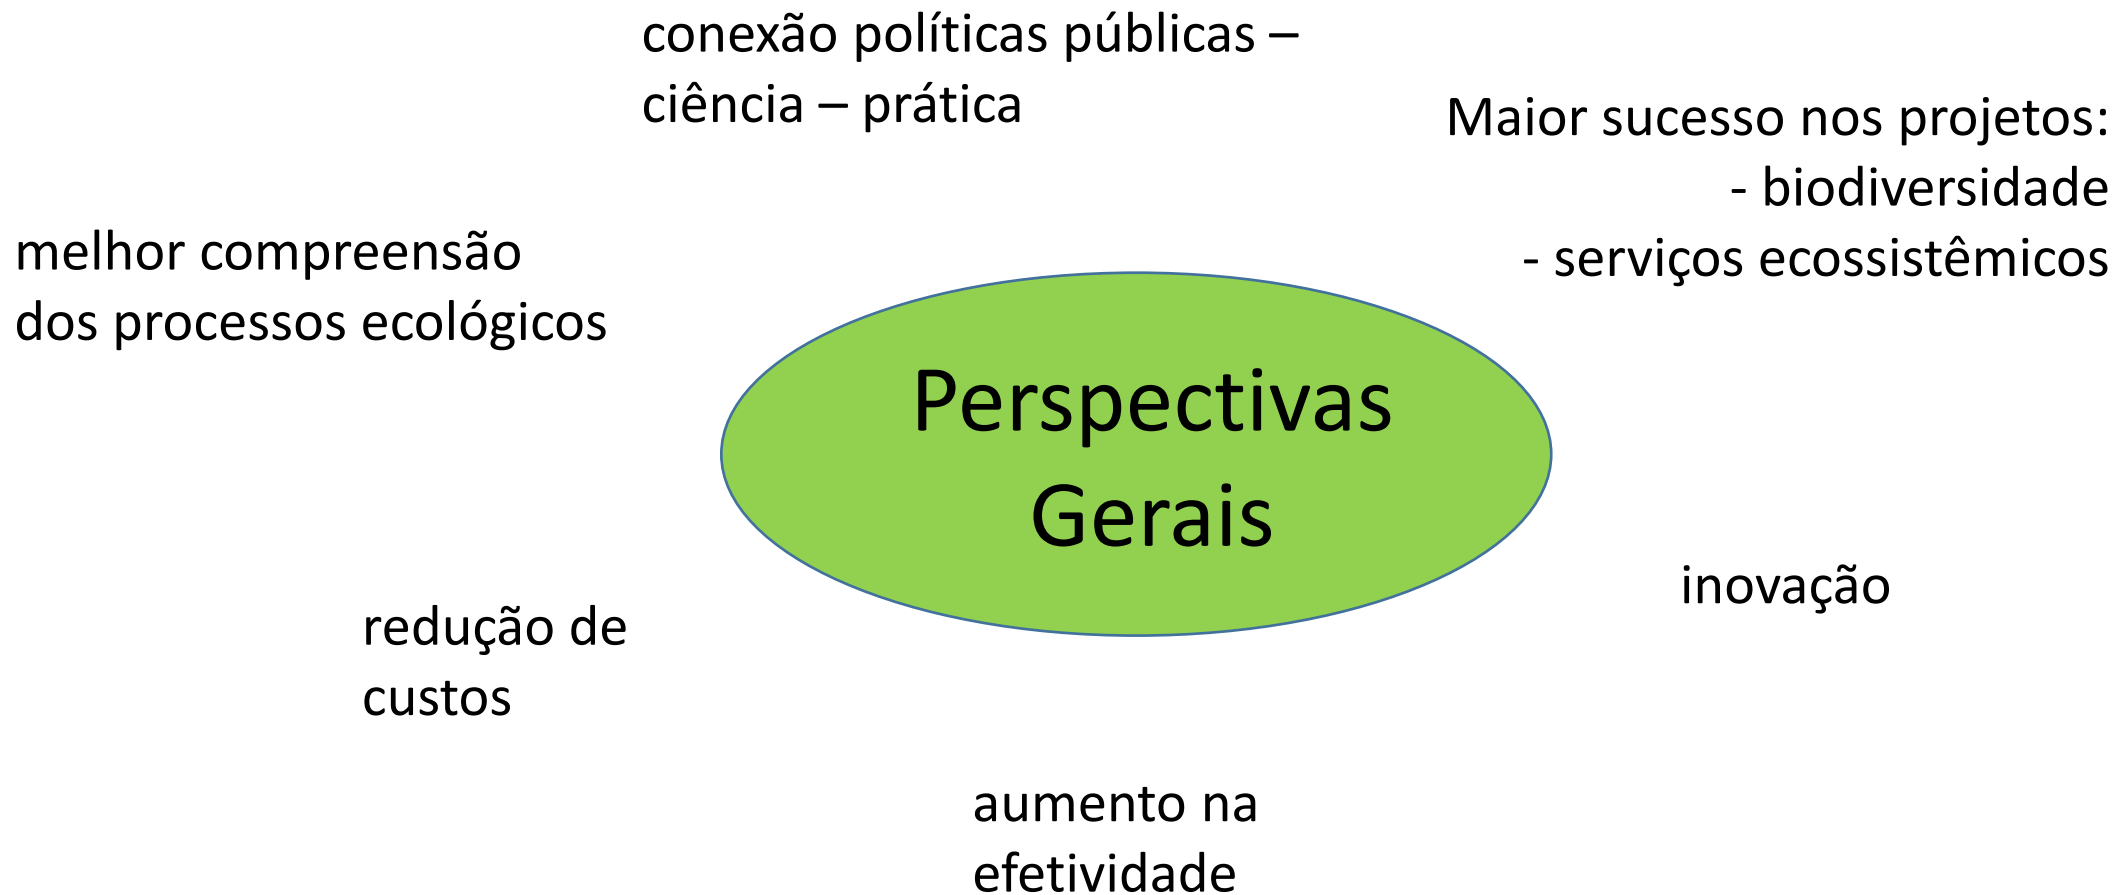 conexão políticas públicas –
ciência – prática
Maior sucesso nos projetos:
- biodiversidade
- serviços ecossistêmicos
melhor compreensão
dos processos ecológicos
Perspectivas
Gerais
inovação
redução de
custos
aumento na
efetividade